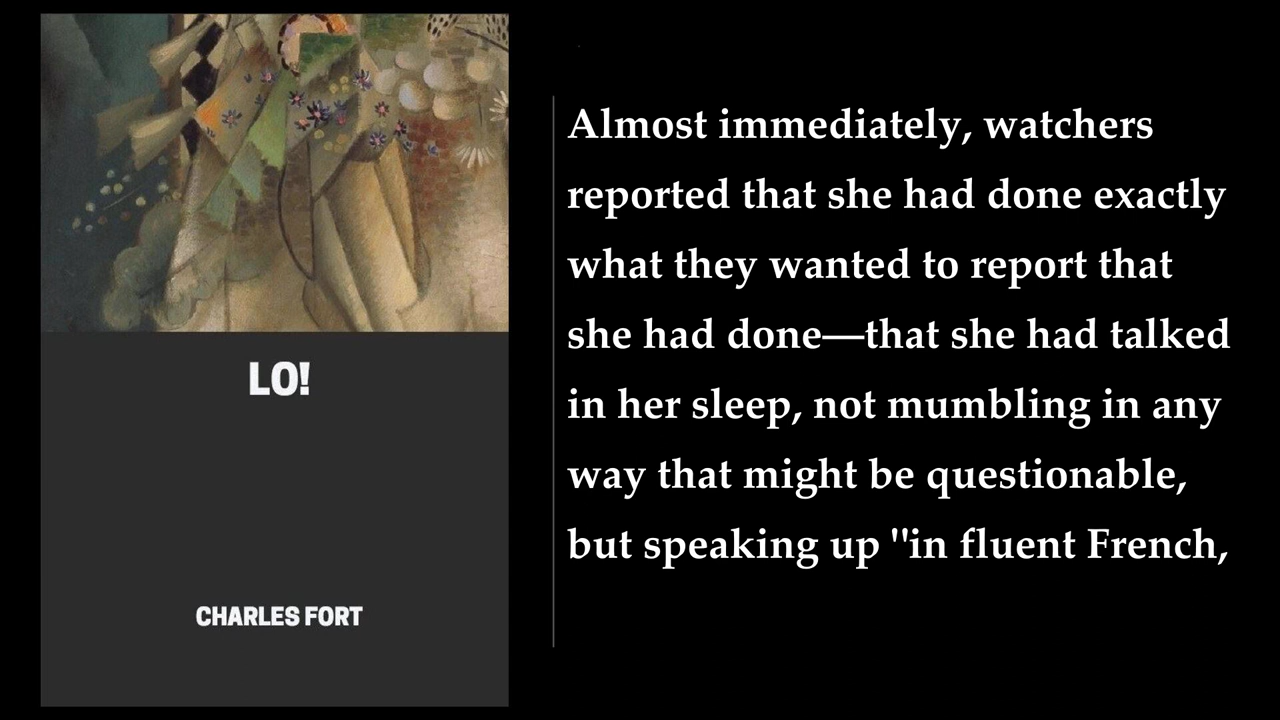 LO!
CHARLES FORT
Almost immediately, watchers
reported that she had done exactly
what they wanted to report that
she had done—that she had talked
in her sleep, not mumbling in any
way that might be questionable,
but speaking up "in fluent French,